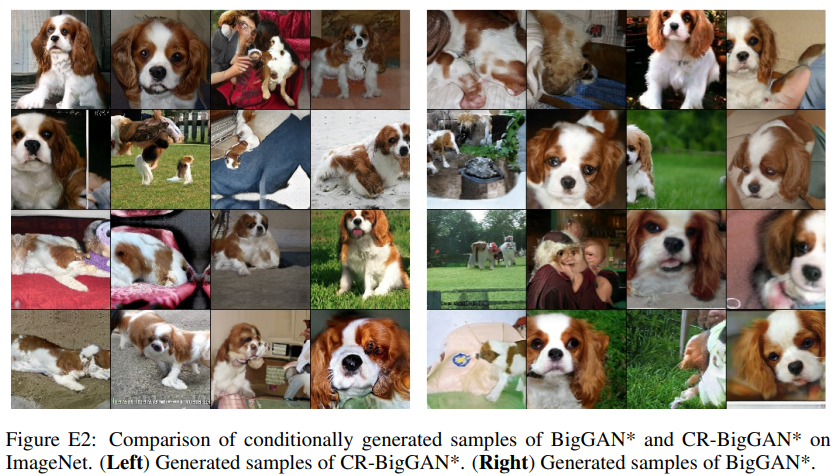 Figure E2: Comparison of conditionally generated samples of BigGAN* and CR-BigGAN* on
ImageNet. (Left) Generated samples of CR-BigGAN*. (Right) Generated samples of BigGAN*.